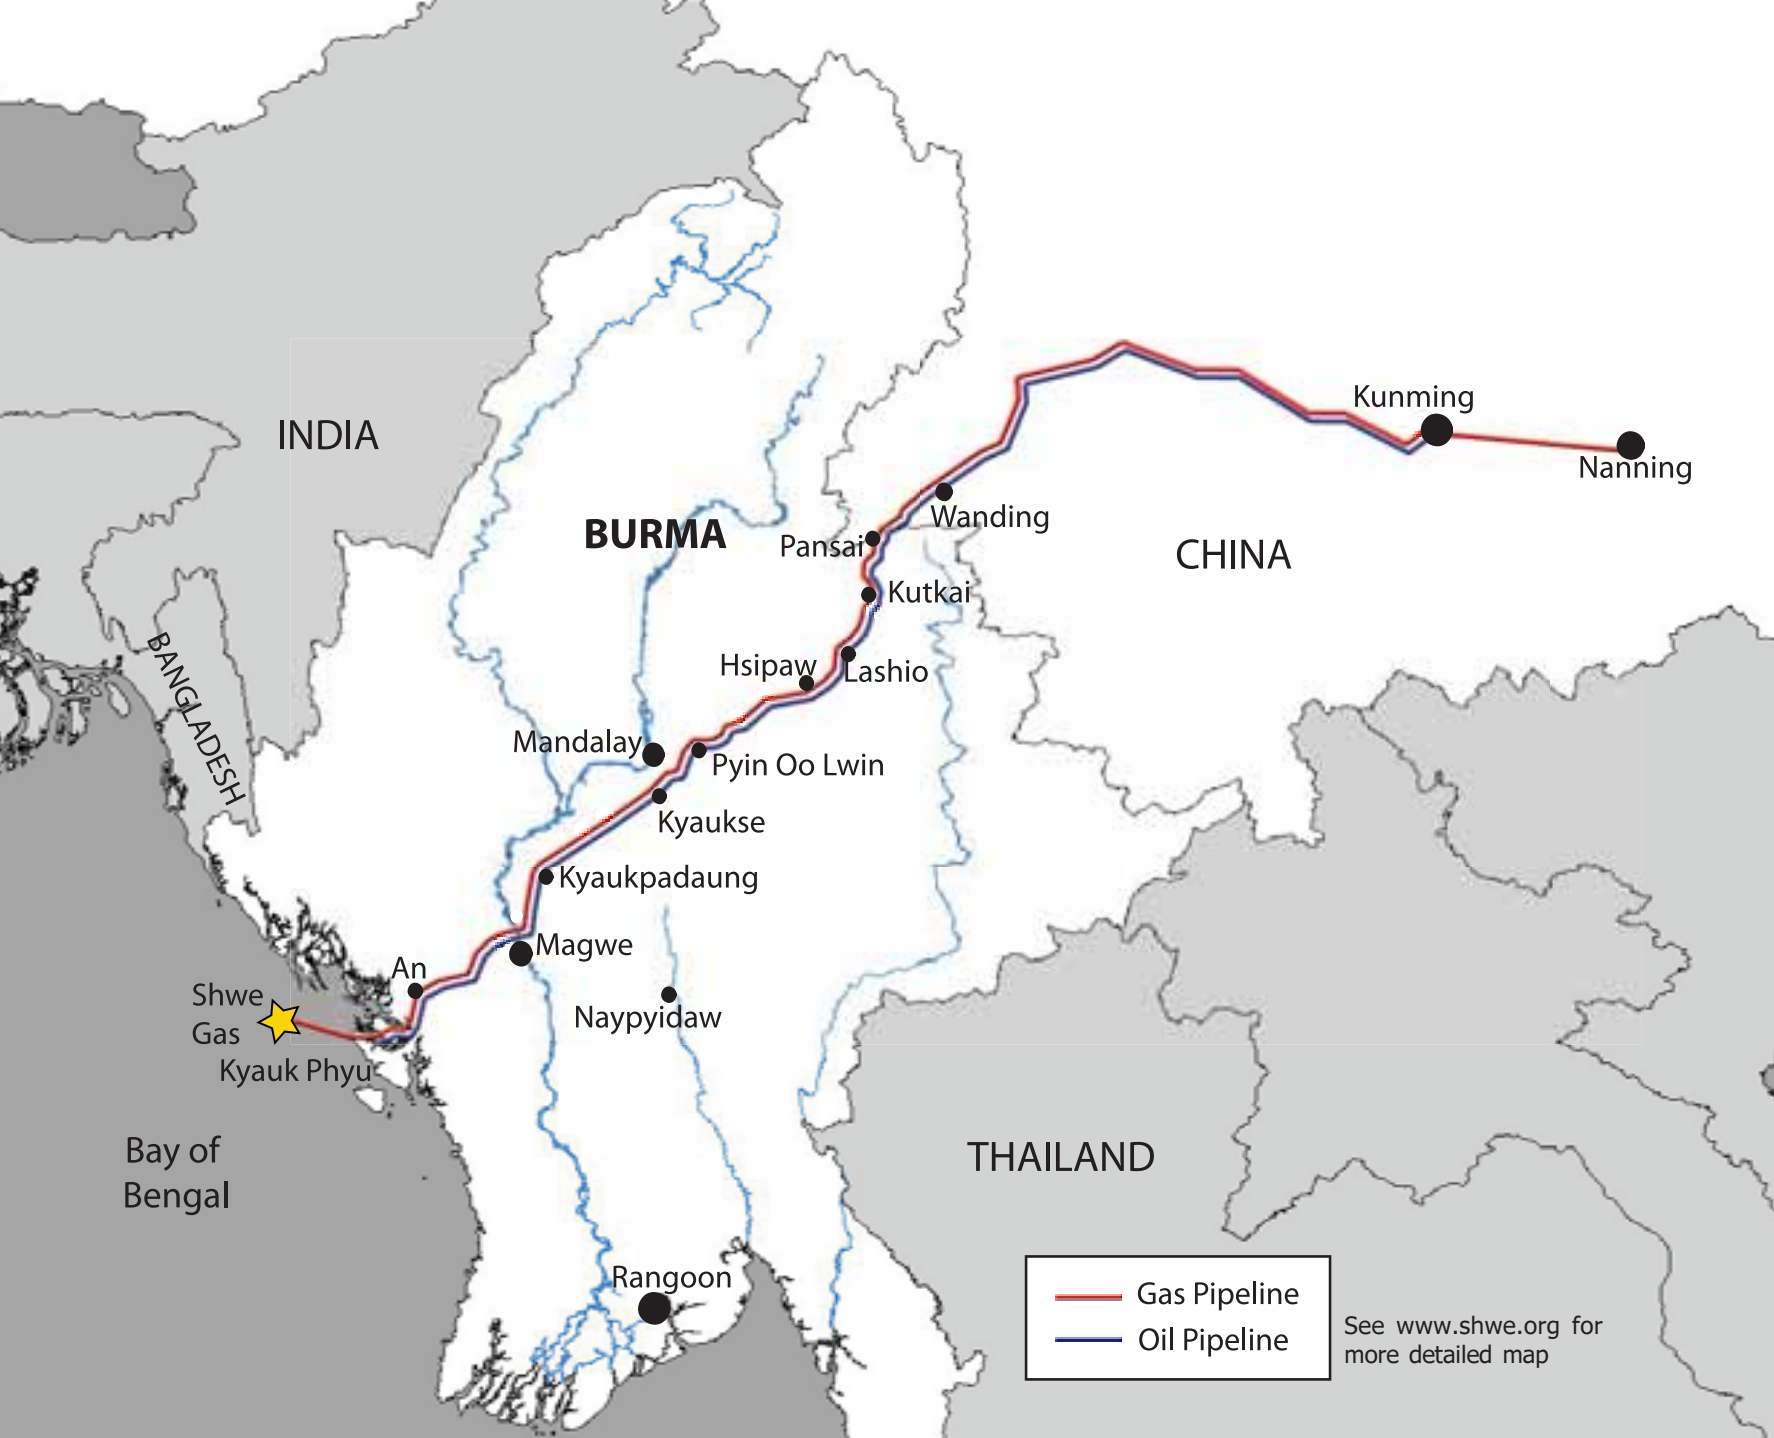 Kunming
Nanning
INDIA
BURMA
Wanding
Pansai
CHINA
Kutkai
BANGLADESH
Hsipaw
Lashio
Mandalay
Pyin Oo Lwin
Kyaukse
Kyaukpadaung
Magwe
An
Shwe
Gas
Naypyidaw
Kyauk Phyu
Bay of
Bengal
THAILAND
Rangoon
Gas Pipeline
Oil Pipeline
See www.shwe.org for
more detailed map